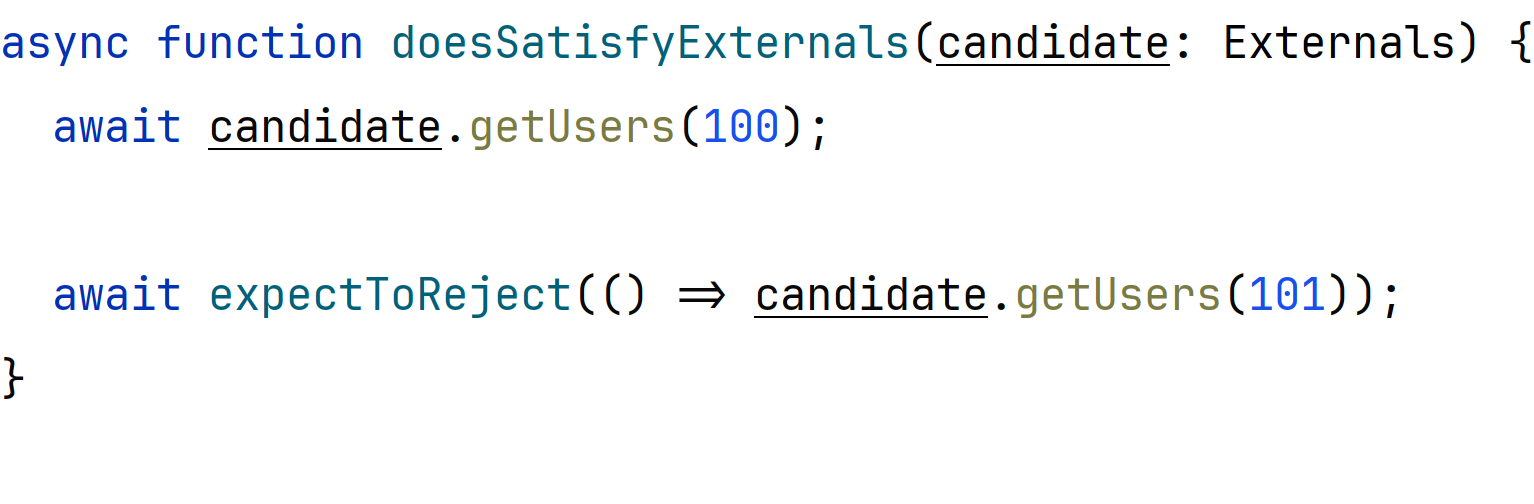 async function doesSatisfyExternals(candidate: Externals) {
  await candidate.getUsers(100);
  await expectToReject(() => candidate.getUsers(101));
}